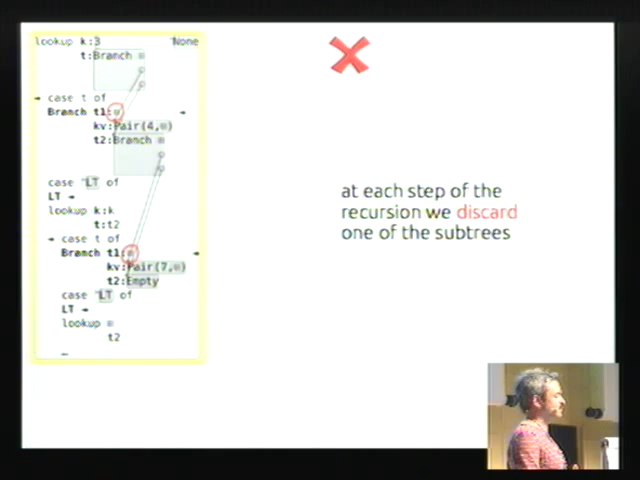 lookup k:3 None
t:Branch
case t of
Branch t1:
kv:Pair(4,▫)
t2:Branch
case LT of
LT
lookup k:k
t:t2
case t of
Branch t1:
kv:Pair(7,▫)
t2:Empty
case LT of
LT
lookup
t2
at each step of the
recursion we discard
one of the subtrees